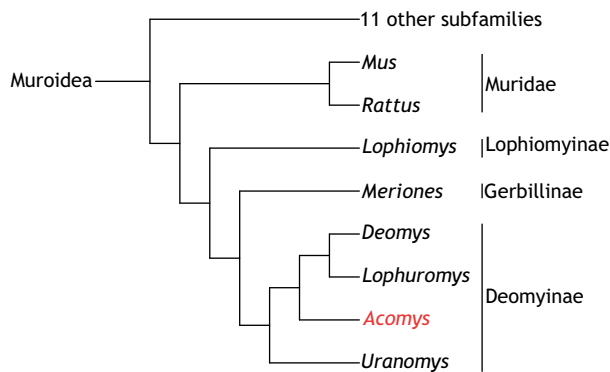 11 other subfamilies
Muroidea
Mus
Rattus
Muridae
Lophiomys
Lophiomyinae
Meriones
Gerbillinae
Deomys
Lophuromys
Acomys
Uranomys
Deomyinae